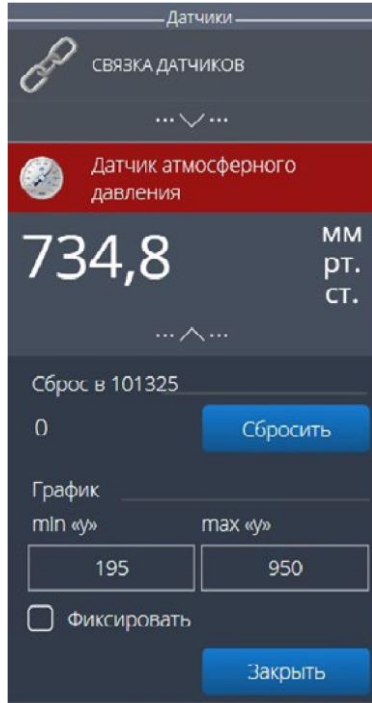 Датчики
СВЯЗКА ДАТЧИКОВ
Датчик атмосферного
давления
734,8
мм
рт.
ст.
Сброс в 101325
0
Сбросить
График
min «y»
max «y»
195
950
Фиксировать
Закрыть